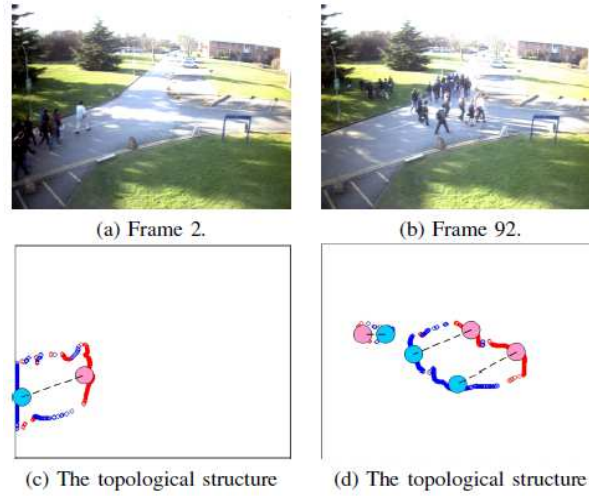 (a) Frame 2.
(b) Frame 92.
(c) The topological structure
(d) The topological structure